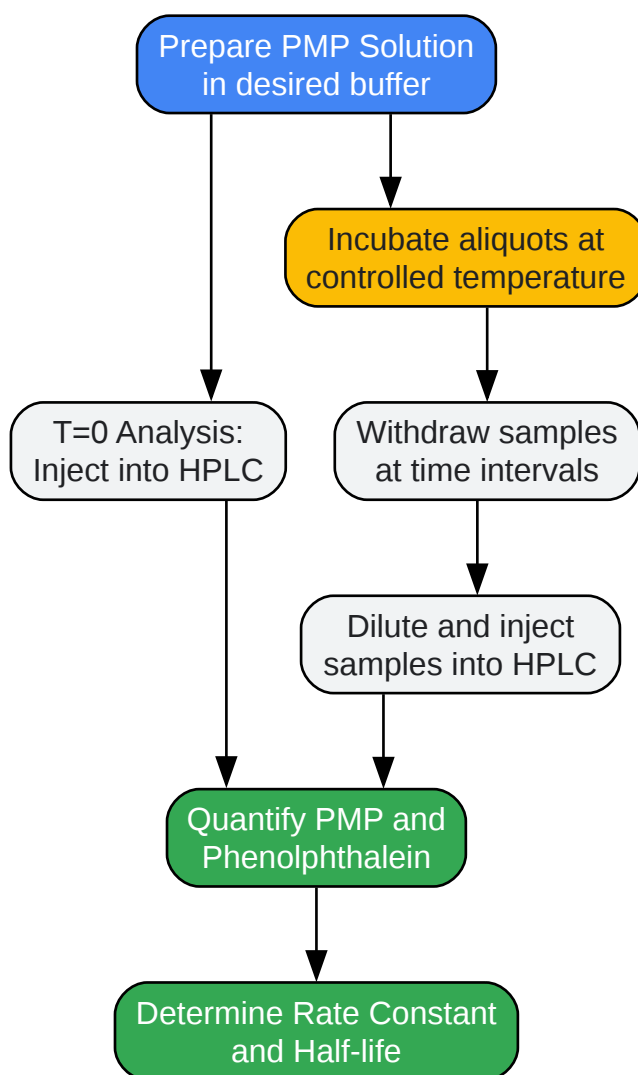 Prepare PMP Solution
in desired buffer
Incubate aliquots at
controlled temperature
T=0 Analysis:
Inject into HPLC
Withdraw samples
at time intervals
Dilute and inject
samples into HPLC
Quantify PMP and
Phenolphthalein
Determine Rate Constant
and Half-life